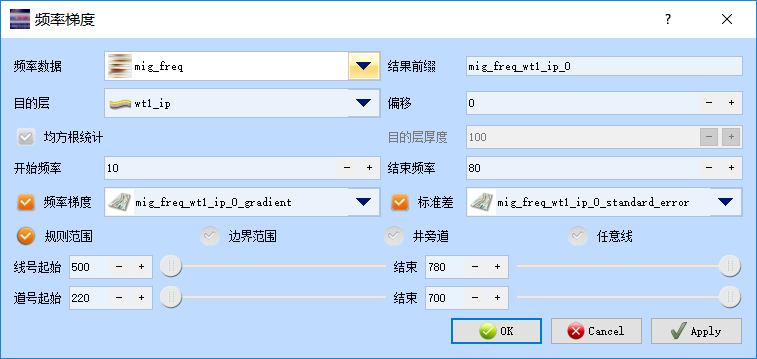 频率梯度
频率数据 mig_freq 结果前缀 mig_freq_wt1_ip_0
目的层 wt1_ip 偏移 0
均方根统计 目的层厚度 100
开始频率 10 结束频率 80
频率梯度 mig_freq_wt1_ip_0_gradient 标准差 mig_freq_wt1_ip_0_standard_error
规则范围 边界范围 井旁道 任意线
线号起始 500 结束 780
道号起始 220 结束 700
OK Cancel Apply